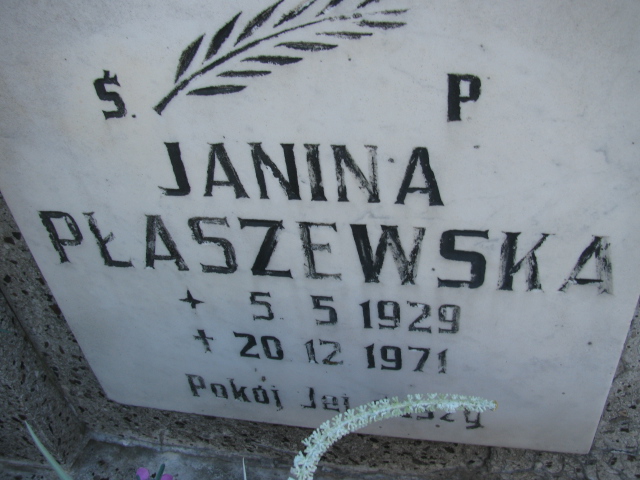 Ś. P
JANINA
PŁASZEWSKA
5. 5 1929
20 12 1971
Pokój Jej